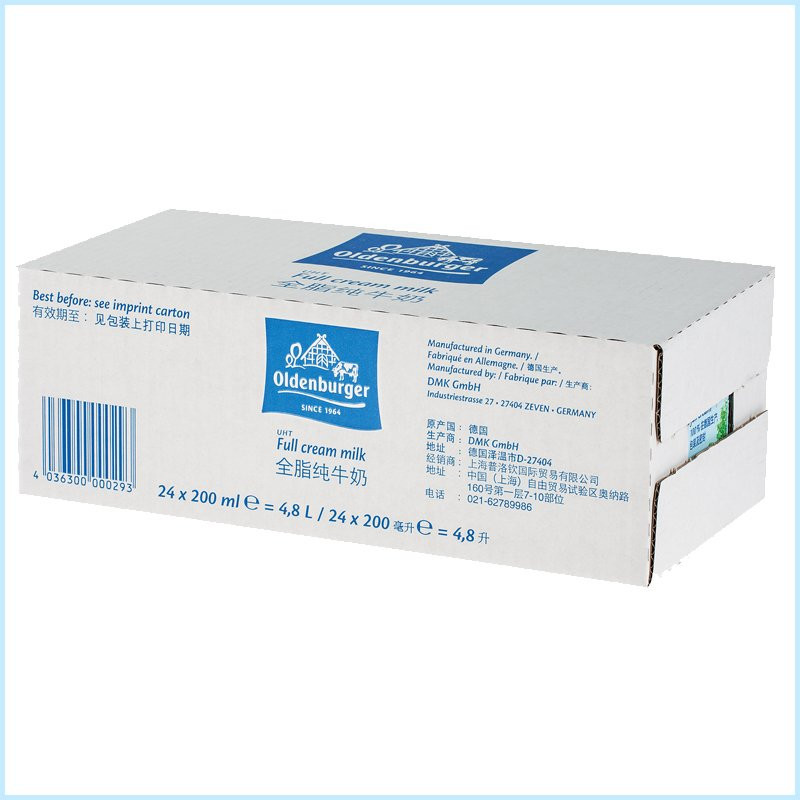 Oldenburger
SINCE 1964
UHT
Full cream milk
全脂纯牛奶
Best before: see imprint carton
有效期至：见包装上打印日期
Oldenburger
SINCE 1964
UHT
Full cream milk
全脂纯牛奶
4 036300 000293
24 x 200 ml ℮ = 4,8 L / 24 x 200 毫升 ℮ = 4,8 升
Manufactured in Germany. /
Fabriqué en Allemagne. / 德国生产。
Manufactured by: / Fabrique par: / 生产商:
DMK GmbH
Industriestrasse 27 • 27404 ZEVEN • GERMANY
原产国：德国
生产商：DMK GmbH
地址：德国泽温市D-27404
经销商：上海普洛钦国际贸易有限公司
地址：中国（上海）自由贸易试验区奥纳路
160号第一层7-10部位
电话：021-62789986